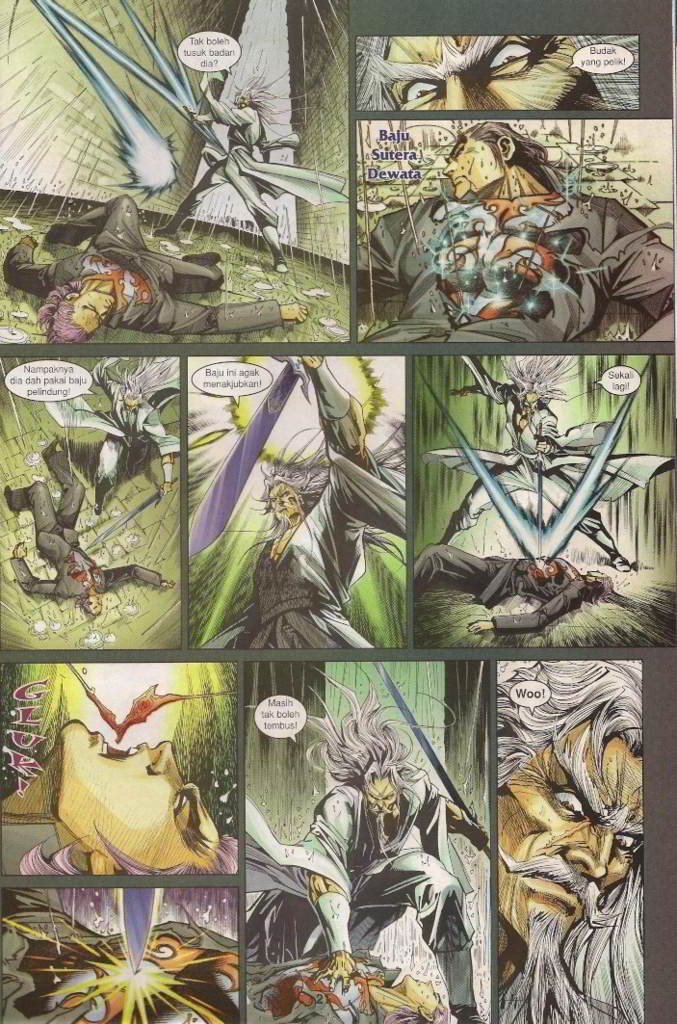 Tak boleh
tusuk badan
dia?
Budak
yang pelik!
Baju
Sutera
Dewata
Nampaknya
dia dah pakai baju
pelindung!
Baju ini agak
menakjubkan!
Sekali
lagi!
GLUR!
Masih
tak boleh
tembus!
Woo!